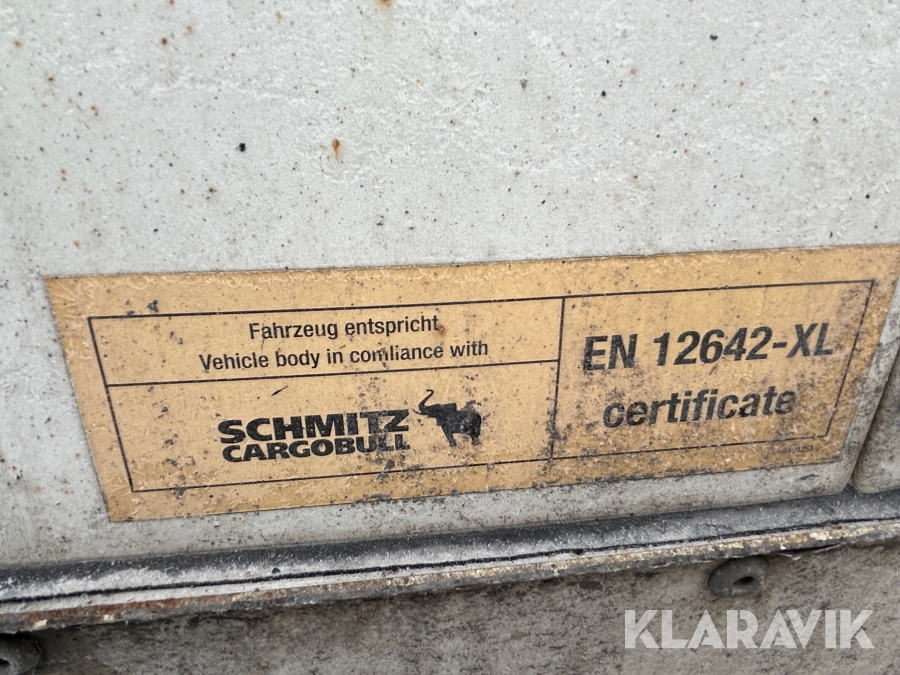 Fahrzeug entspricht
Vehicle body in comliance with
SCHMITZ
CARGOBULL
EN 12642-XL
certificate
KLARAVIK